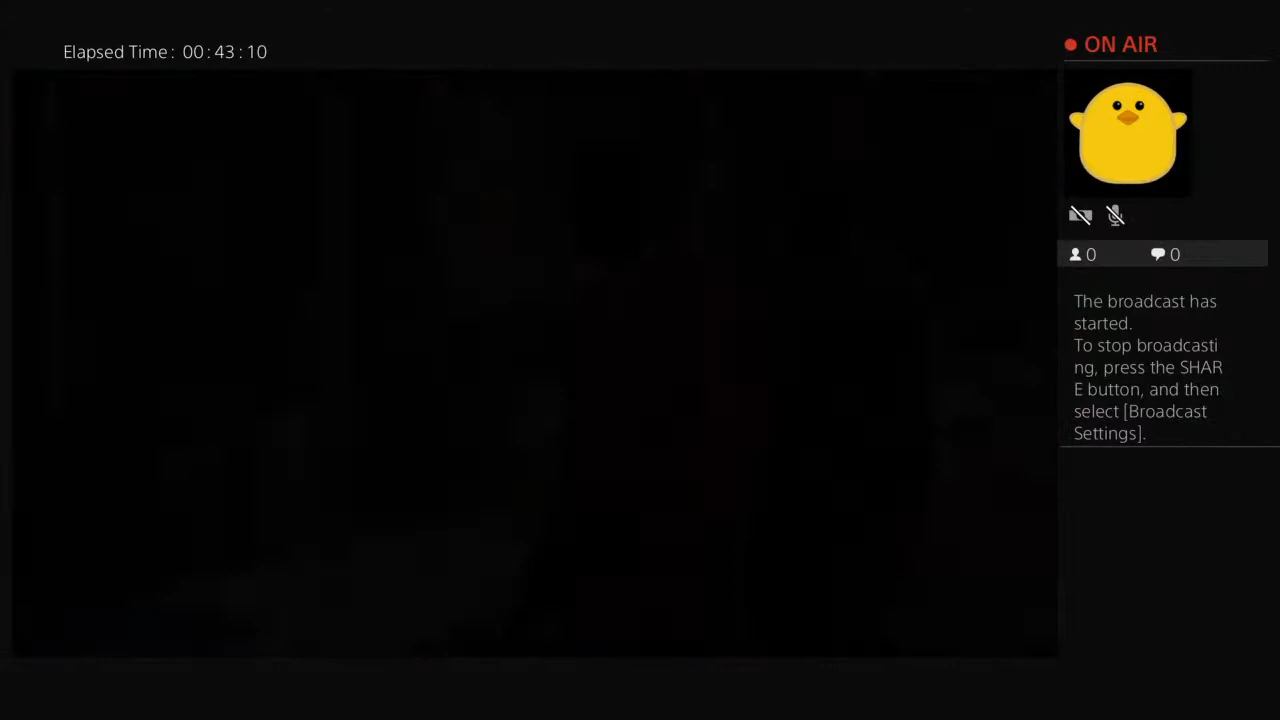 Elapsed Time: 00:43:10
ON AIR
0 0
The broadcast has
started.
To stop broadcasti
ng, press the SHAR
E button, and then
select [Broadcast
Settings].